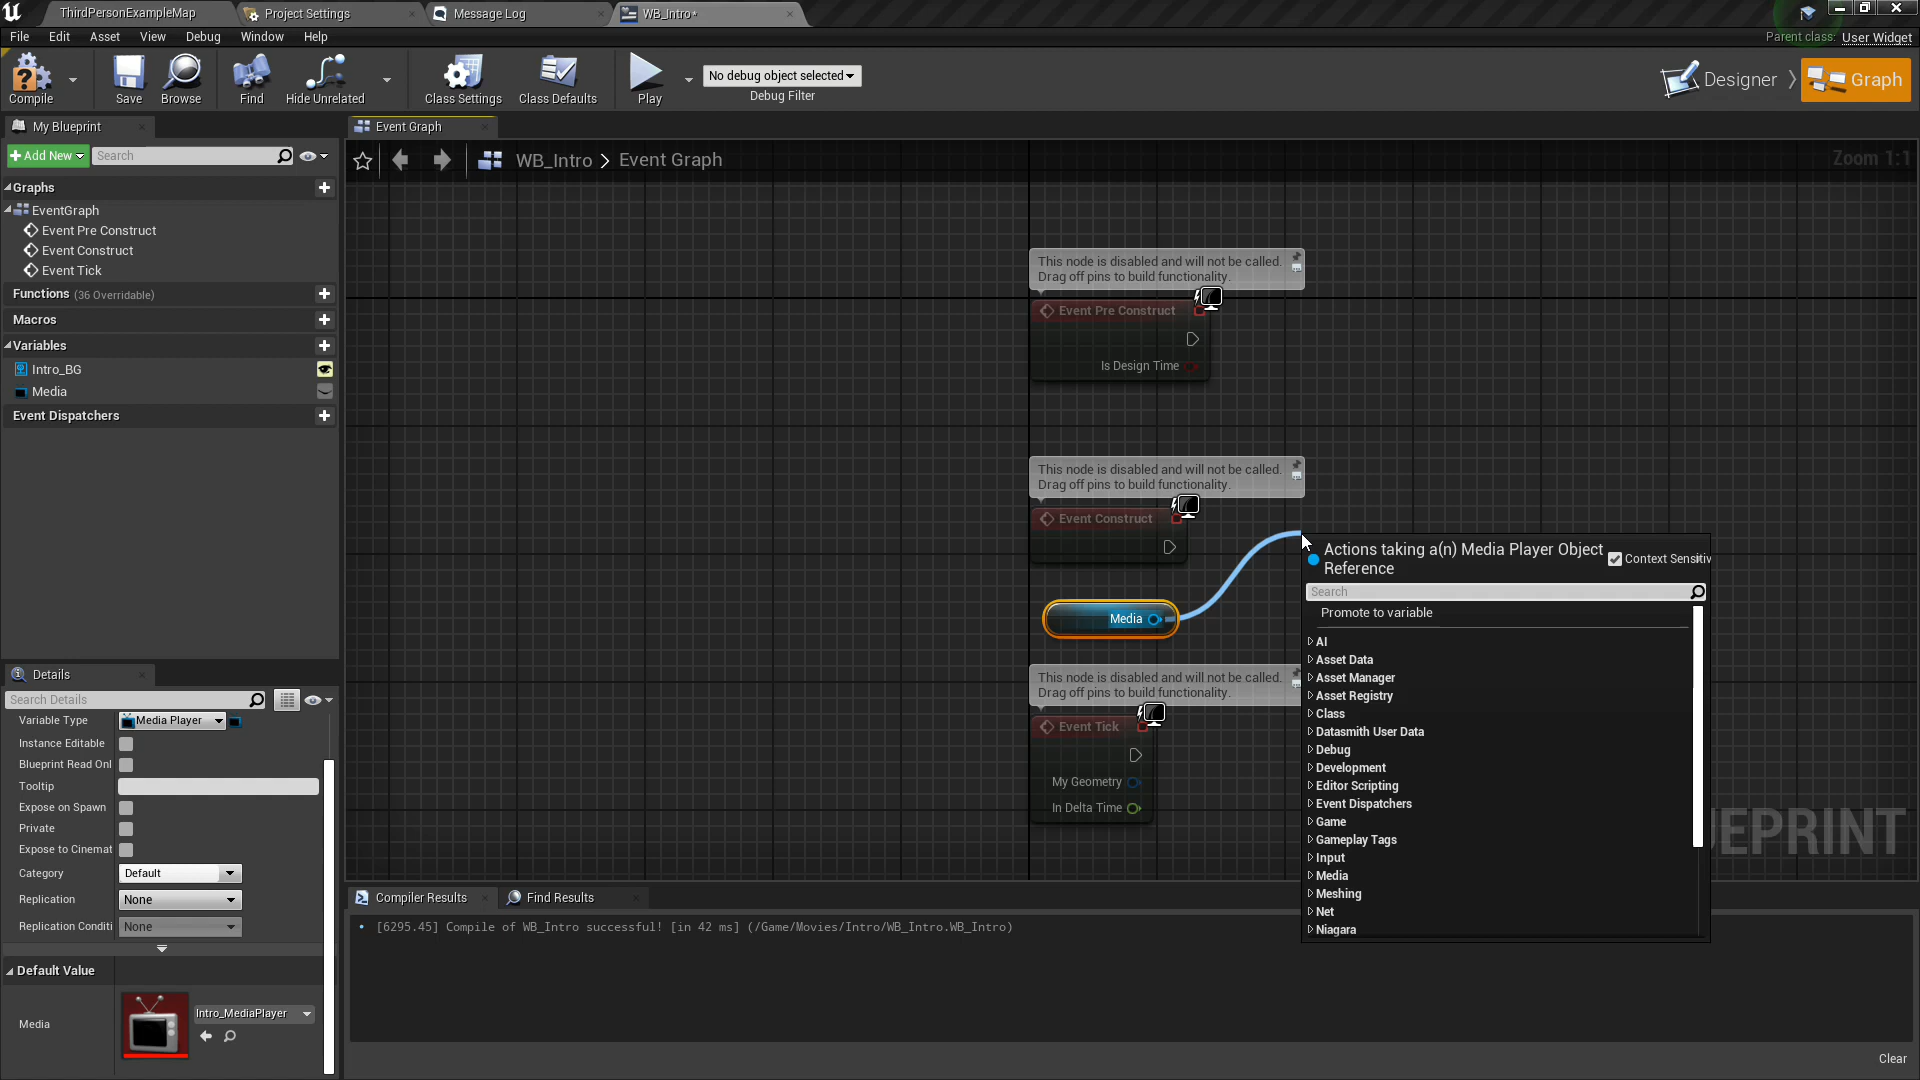 ThirdPersonExampleMap
Project Settings
Message Log
WB_Intro*
File Edit Asset View Debug Window Help
Parent class: User Widget
Compile
Save
Browse
Find
Hide Unrelated
Class Settings
Class Defaults
Play
No debug object selected
Debug Filter
Designer
Graph
My Blueprint
Event Graph
Add New
Search
WB_Intro > Event Graph
Zoom 1:1
Graphs
EventGraph
Event Pre Construct
Event Construct
Event Tick
Functions (36 Overridable)
Macros
Variables
Intro_BG
Media
Event Dispatchers
This node is disabled and will not be called.
Drag off pins to build functionality.
Event Pre Construct
Is Design Time
This node is disabled and will not be called.
Drag off pins to build functionality.
Event Construct
Media
This node is disabled and will not be called.
Drag off pins to build functionality.
Event Tick
My Geometry
In Delta Time
Actions taking a(n) Media Player Object
Reference
Context Sensitiv
Search
Promote to variable
AI
Asset Data
Asset Manager
Asset Registry
Class
Datasmith User Data
Debug
Development
Editor Scripting
Event Dispatchers
Game
Gameplay Tags
Input
Media
Meshing
Net
Niagara
UEPRINT
Details
Search Details
Variable Type
Media Player
Instance Editable
Blueprint Read Onl
Tooltip
Expose on Spawn
Private
Expose to Cinemat
Category
Default
Replication
None
Replication Conditi
None
Default Value
Media
Intro_MediaPlayer
Compiler Results
Find Results
[6295.45] Compile of WB_Intro successful! [in 42 ms] (/Game/Movies/Intro/WB_Intro.WB_Intro)
Clear